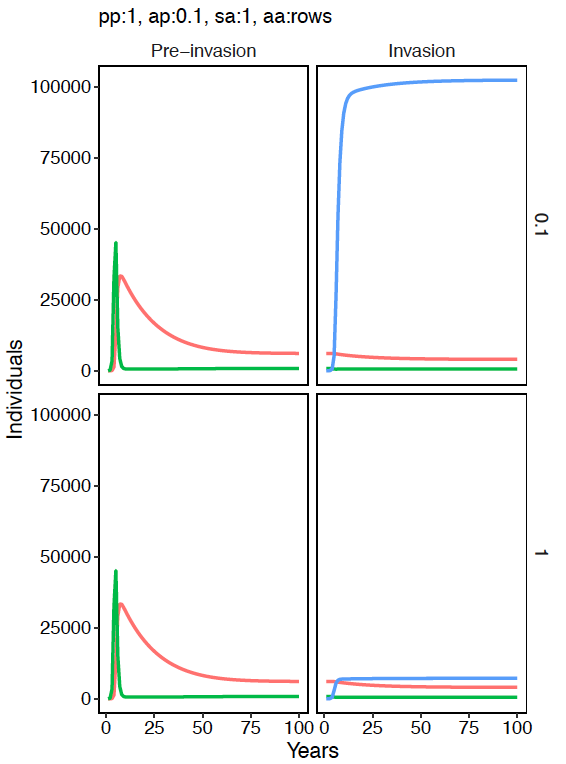 pp:1, ap:0.1, sa:1, aa:rows
Pre−invasion Invasion
100000
75000
50000
25000
0
0.1
Individuals
100000
75000
50000
25000
0
1
0 25 50 75 100 0 25 50 75 100
Years